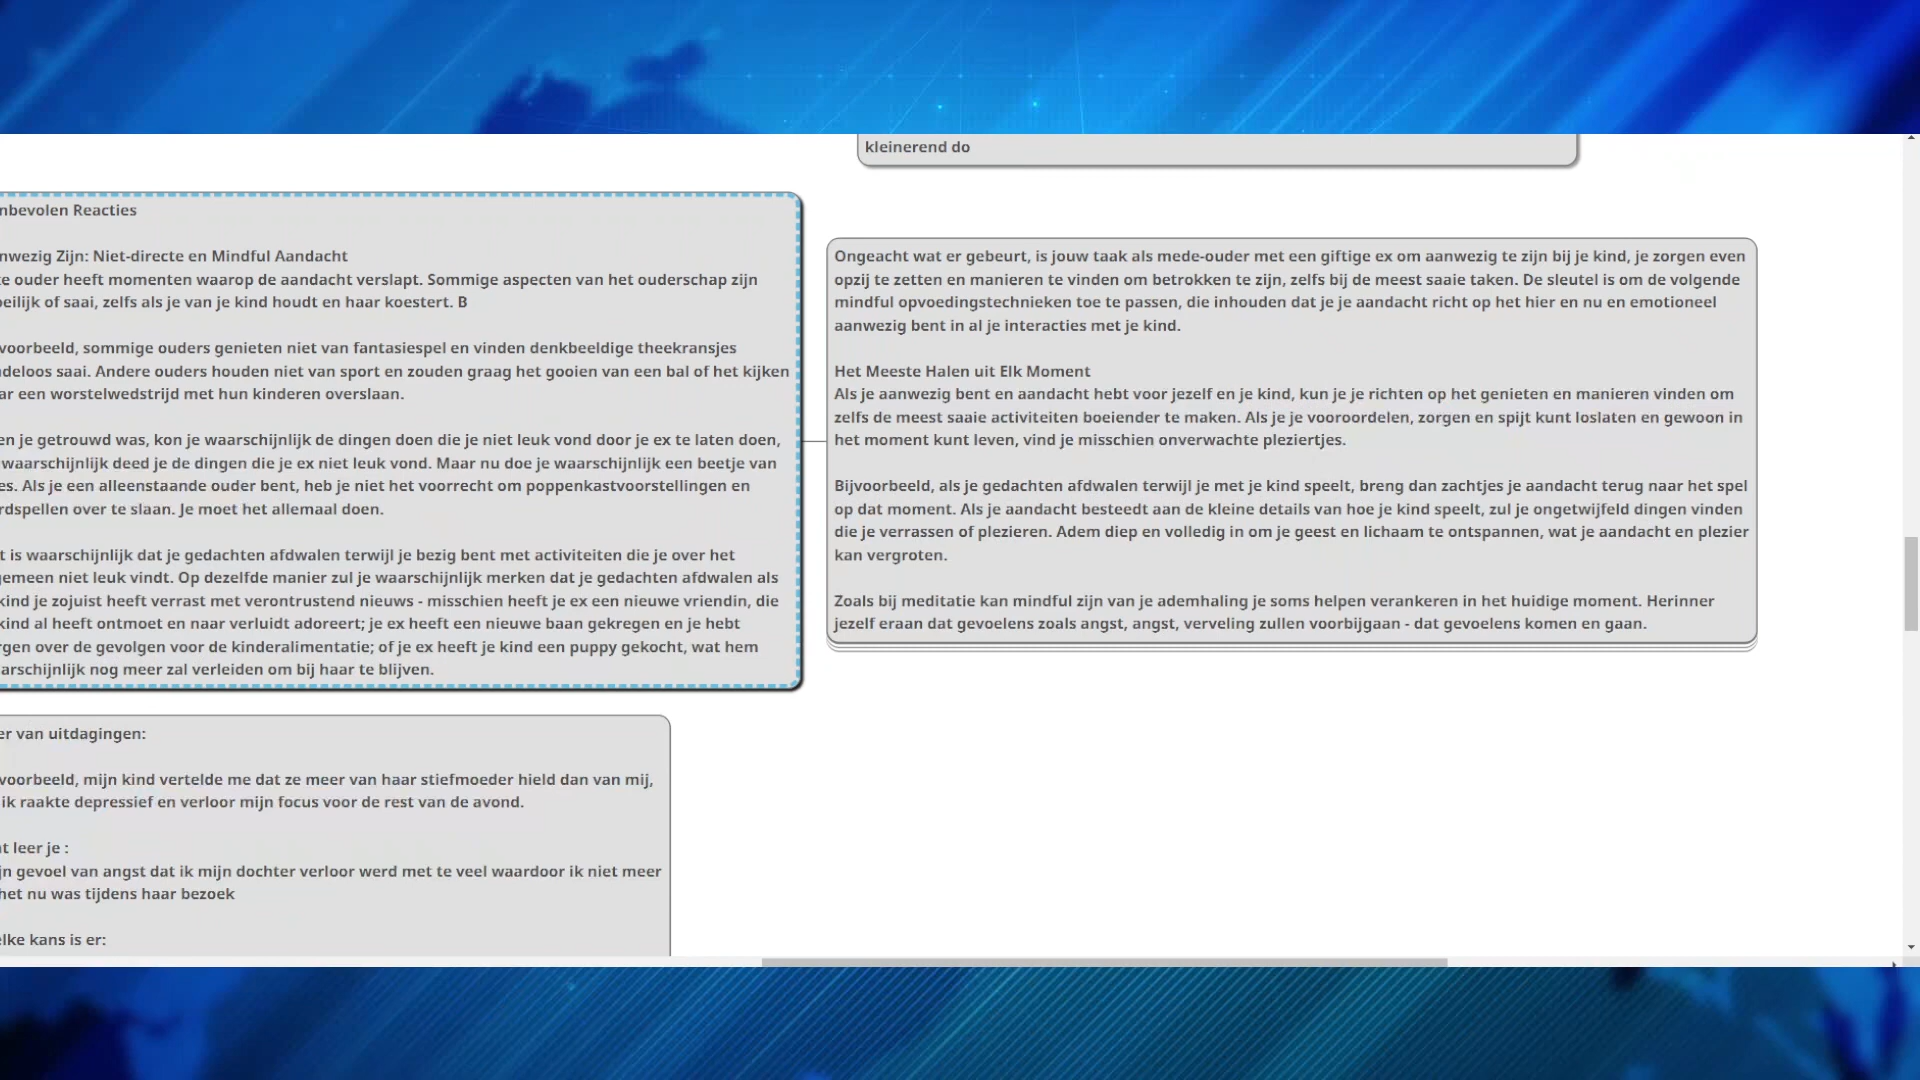 kleinerend do
nbevolen Reacties
nwezig Zijn: Niet-directe en Mindful Aandacht
ke ouder heeft momenten waarop de aandacht verslapt. Sommige aspecten van het ouderschap zijn
oeilijk of saai, zelfs als je van je kind houdt en haar koestert. B
voorbeeld, sommige ouders genieten niet van fantasiespel en vinden denkbeeldige theekransjes
deloos saai. Andere ouders houden niet van sport en zouden graag het gooien van een bal of het kijken
ar een worstelwedstrijd met hun kinderen overslaan.
en je getrouwd was, kon je waarschijnlijk de dingen doen die je niet leuk vond door je ex te laten doen,
waarschijnlijk deed je de dingen die je ex niet leuk vond. Maar nu doe je waarschijnlijk een beetje van
es. Als je een alleenstaande ouder bent, heb je niet het voorrecht om poppenkastvoorstellingen en
rdspellen over te slaan. Je moet het allemaal doen.
t is waarschijnlijk dat je gedachten afdwalen terwijl je bezig bent met activiteiten die je over het
gemeen niet leuk vindt. Op dezelfde manier zul je waarschijnlijk merken dat je gedachten afdwalen als
kind je zojuist heeft verrast met verontrustend nieuws - misschien heeft je ex een nieuwe vriendin, die
kind al heeft ontmoet en naar verluidt adoreert; je ex heeft een nieuwe baan gekregen en je hebt
rgen over de gevolgen voor de kinderalimentatie; of je ex heeft je kind een puppy gekocht, wat hem
arschijnlijk nog meer zal verleiden om bij haar te blijven.
Ongeacht wat er gebeurt, is jouw taak als mede-ouder met een giftige ex om aanwezig te zijn bij je kind, je zorgen even
opzij te zetten en manieren te vinden om betrokken te zijn, zelfs bij de meest saaie taken. De sleutel is om de volgende
mindful opvoedingstechnieken toe te passen, die inhouden dat je je aandacht richt op het hier en nu en emotioneel
aanwezig bent in al je interacties met je kind.
Het Meeste Halen uit Elk Moment
Als je aanwezig bent en aandacht hebt voor jezelf en je kind, kun je je richten op het genieten en manieren vinden om
zelfs de meest saaie activiteiten boeiender te maken. Als je je vooroordelen, zorgen en spijt kunt loslaten en gewoon in
het moment kunt leven, vind je misschien onverwachte pleziertjes.
Bijvoorbeeld, als je gedachten afdwalen terwijl je met je kind speelt, breng dan zachtjes je aandacht terug naar het spel
op dat moment. Als je aandacht besteedt aan de kleine details van hoe je kind speelt, zul je ongetwijfeld dingen vinden
die je verrassen of plezieren. Adem diep en volledig in om je geest en lichaam te ontspannen, wat je aandacht en plezier
kan vergroten.
Zoals bij meditatie kan mindful zijn van je ademhaling je soms helpen verankeren in het huidige moment. Herinner
jezelf eraan dat gevoelens zoals angst, angst, verveling zullen voorbijgaan - dat gevoelens komen en gaan.
er van uitdagingen:
voorbeeld, mijn kind vertelde me dat ze meer van haar stiefmoeder hield dan van mij,
ik raakte depressief en verloor mijn focus voor de rest van de avond.
t leer je :
jn gevoel van angst dat ik mijn dochter verloor werd met te veel waardoor ik niet meer
het nu was tijdens haar bezoek
elke kans is er: